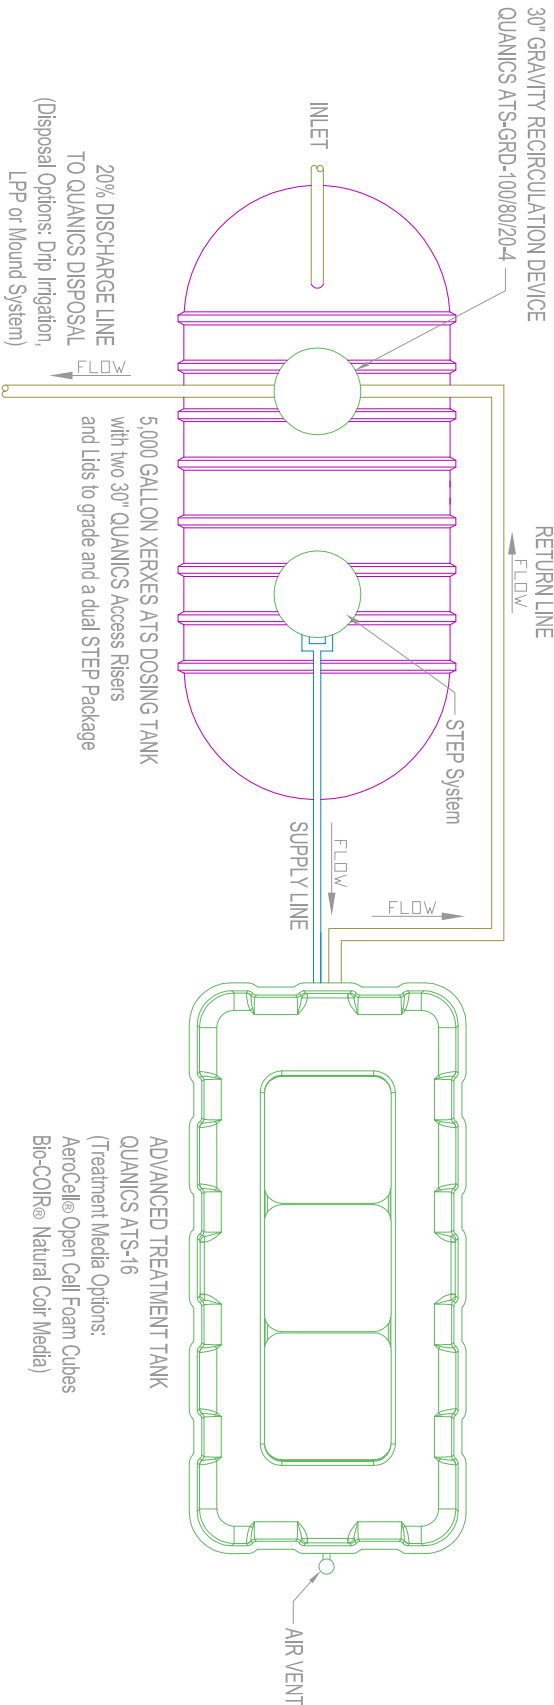 30" GRAVITY RECIRCULATION DEVICE
QUANICS ATS-GRD-100/80/20-4
INLET
20% DISCHARGE LINE
TO QUANICS DISPOSAL
(Disposal Options: Drip Irrigation,
LPP or Mound System)
FLOW
5,000 GALLON XERXES ATS DOSING TANK
with two 30" QUANICS Access Risers
and Lids to grade and a dual STEP Package
RETURN LINE
FLOW
STEP System
FLOW
SUPPLY LINE
FLOW
ADVANCED TREATMENT TANK
QUANICS ATS-16
(Treatment Media Options:
AeroCell® Open Cell Foam Cubes
Bio-COIR® Natural Coir Media)
AIR VENT